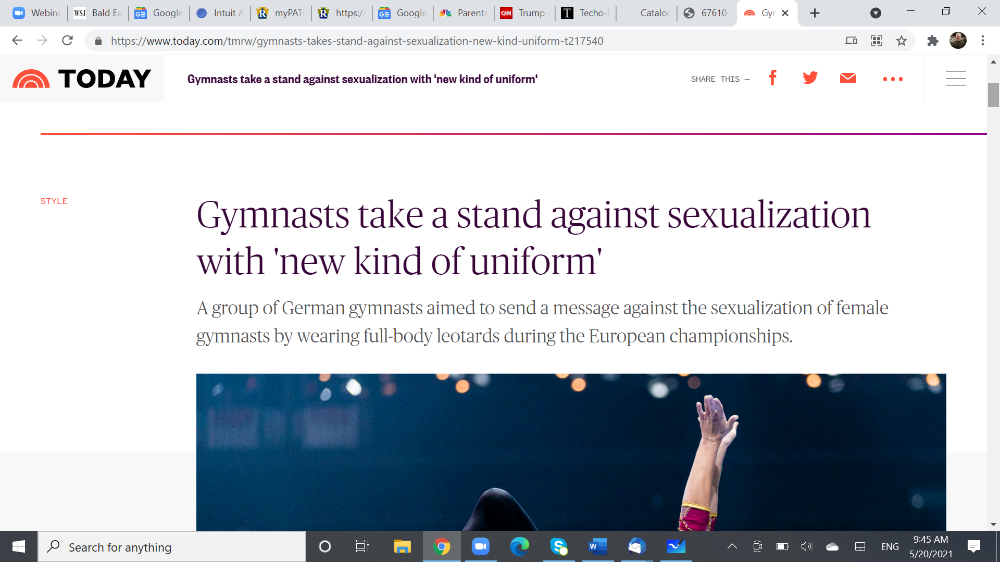 Webina
WSJ Bald Ea
Google
Intuit A
myPATH
https:/
Google
Parents
CNN Trump
T Techo-
Catalog
67610-
Gyr
https://www.today.com/tmrw/gymnasts-takes-stand-against-sexualization-new-kind-uniform-t217540
TODAY
Gymnasts take a stand against sexualization with 'new kind of uniform'
SHARE THIS —
STYLE
Gymnasts take a stand against sexualization
with 'new kind of uniform'
A group of German gymnasts aimed to send a message against the sexualization of female
gymnasts by wearing full-body leotards during the European championships.
Search for anything
ENG
9:45 AM
5/20/2021